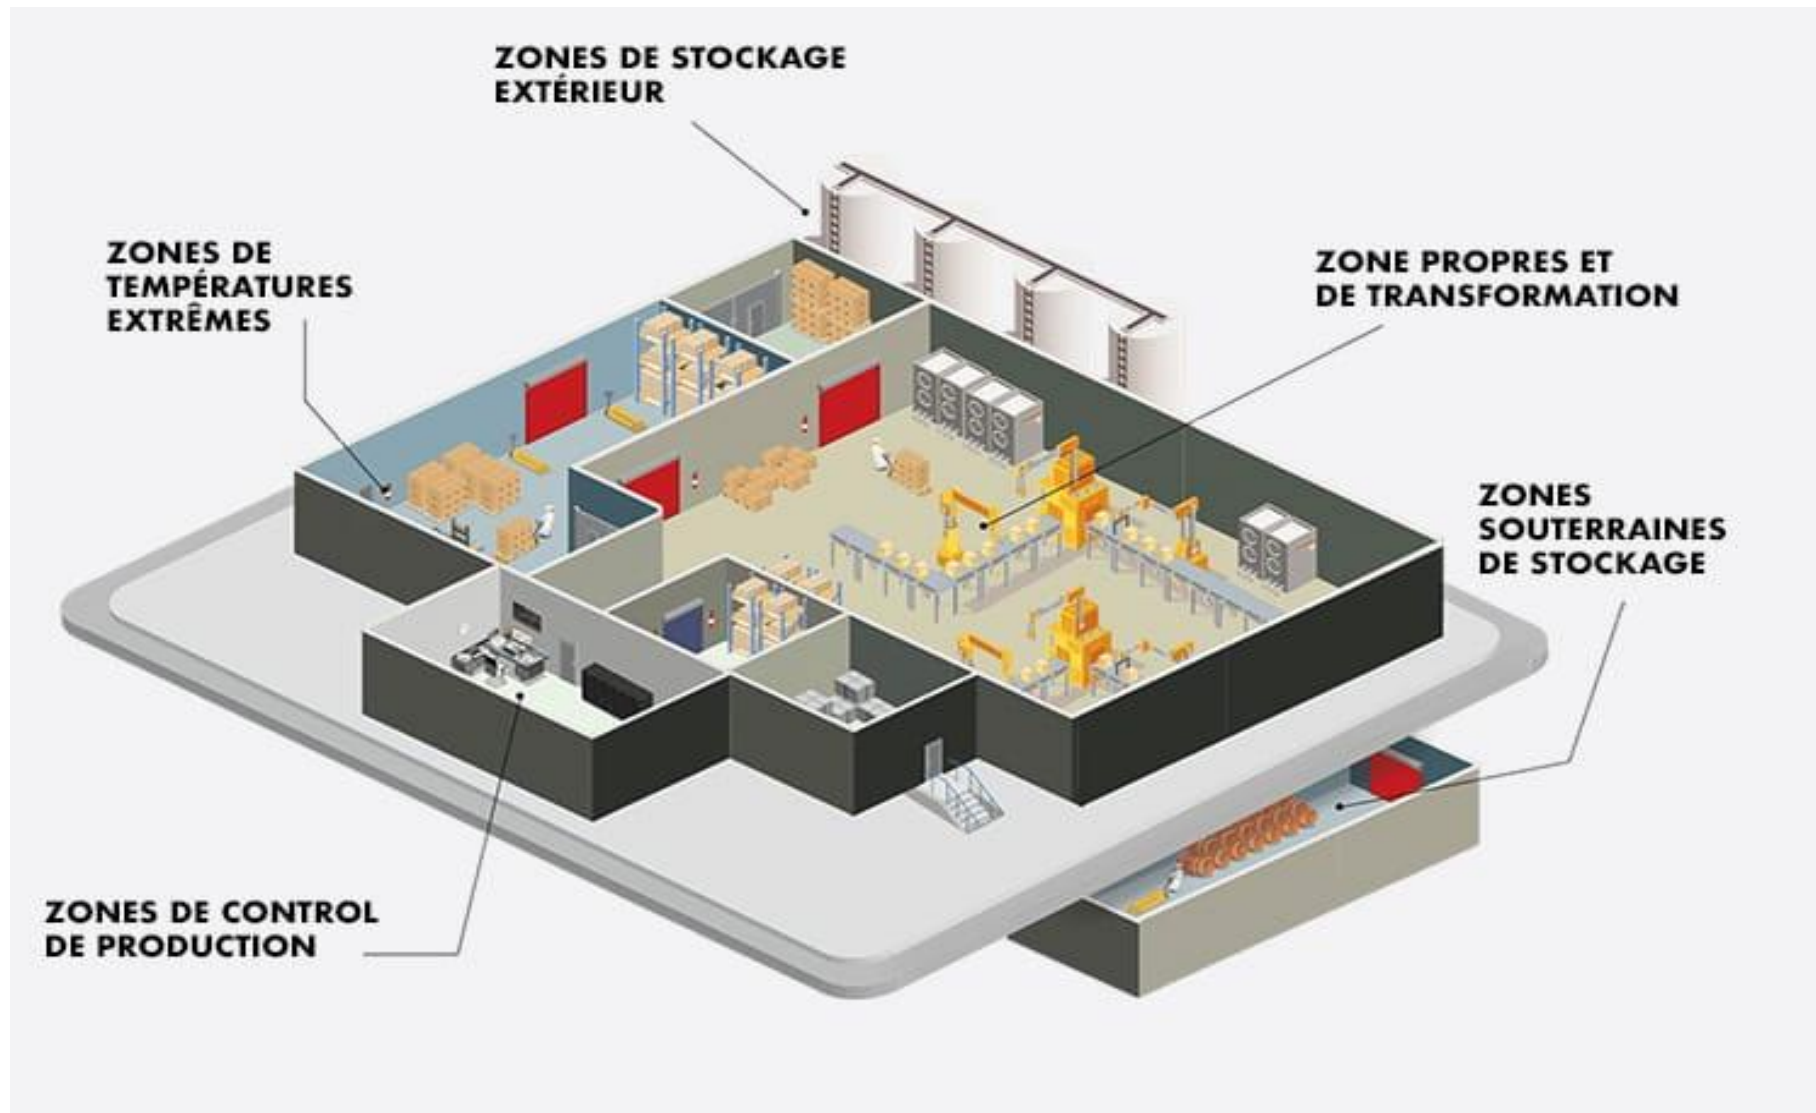 ZONES DE STOCKAGE
EXTÉRIEUR
ZONES DE
TEMPÉRATURES
EXTRÊMES
ZONE PROPRES ET
DE TRANSFORMATION
ZONES
SOUTERRAINES
DE STOCKAGE
ZONES DE CONTROL
DE PRODUCTION